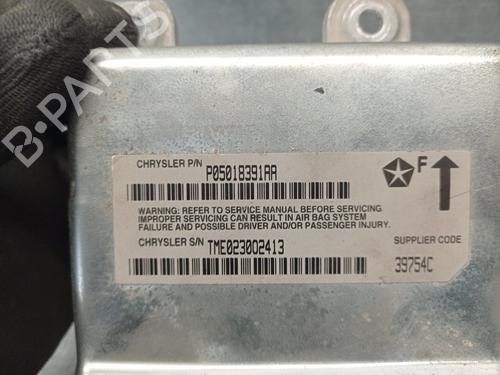 B-PARTS
CHRYSLER P/N P05018391AA
F
WARNING: REFER TO SERVICE MANUAL BEFORE SERVICING.
IMPROPER SERVICING CAN RESULT IN AIR BAG SYSTEM
FAILURE AND POSSIBLE DRIVER AND/OR PASSENGER INJURY.
CHRYSLER S/N TME023002413
SUPPLIER CODE
39754C